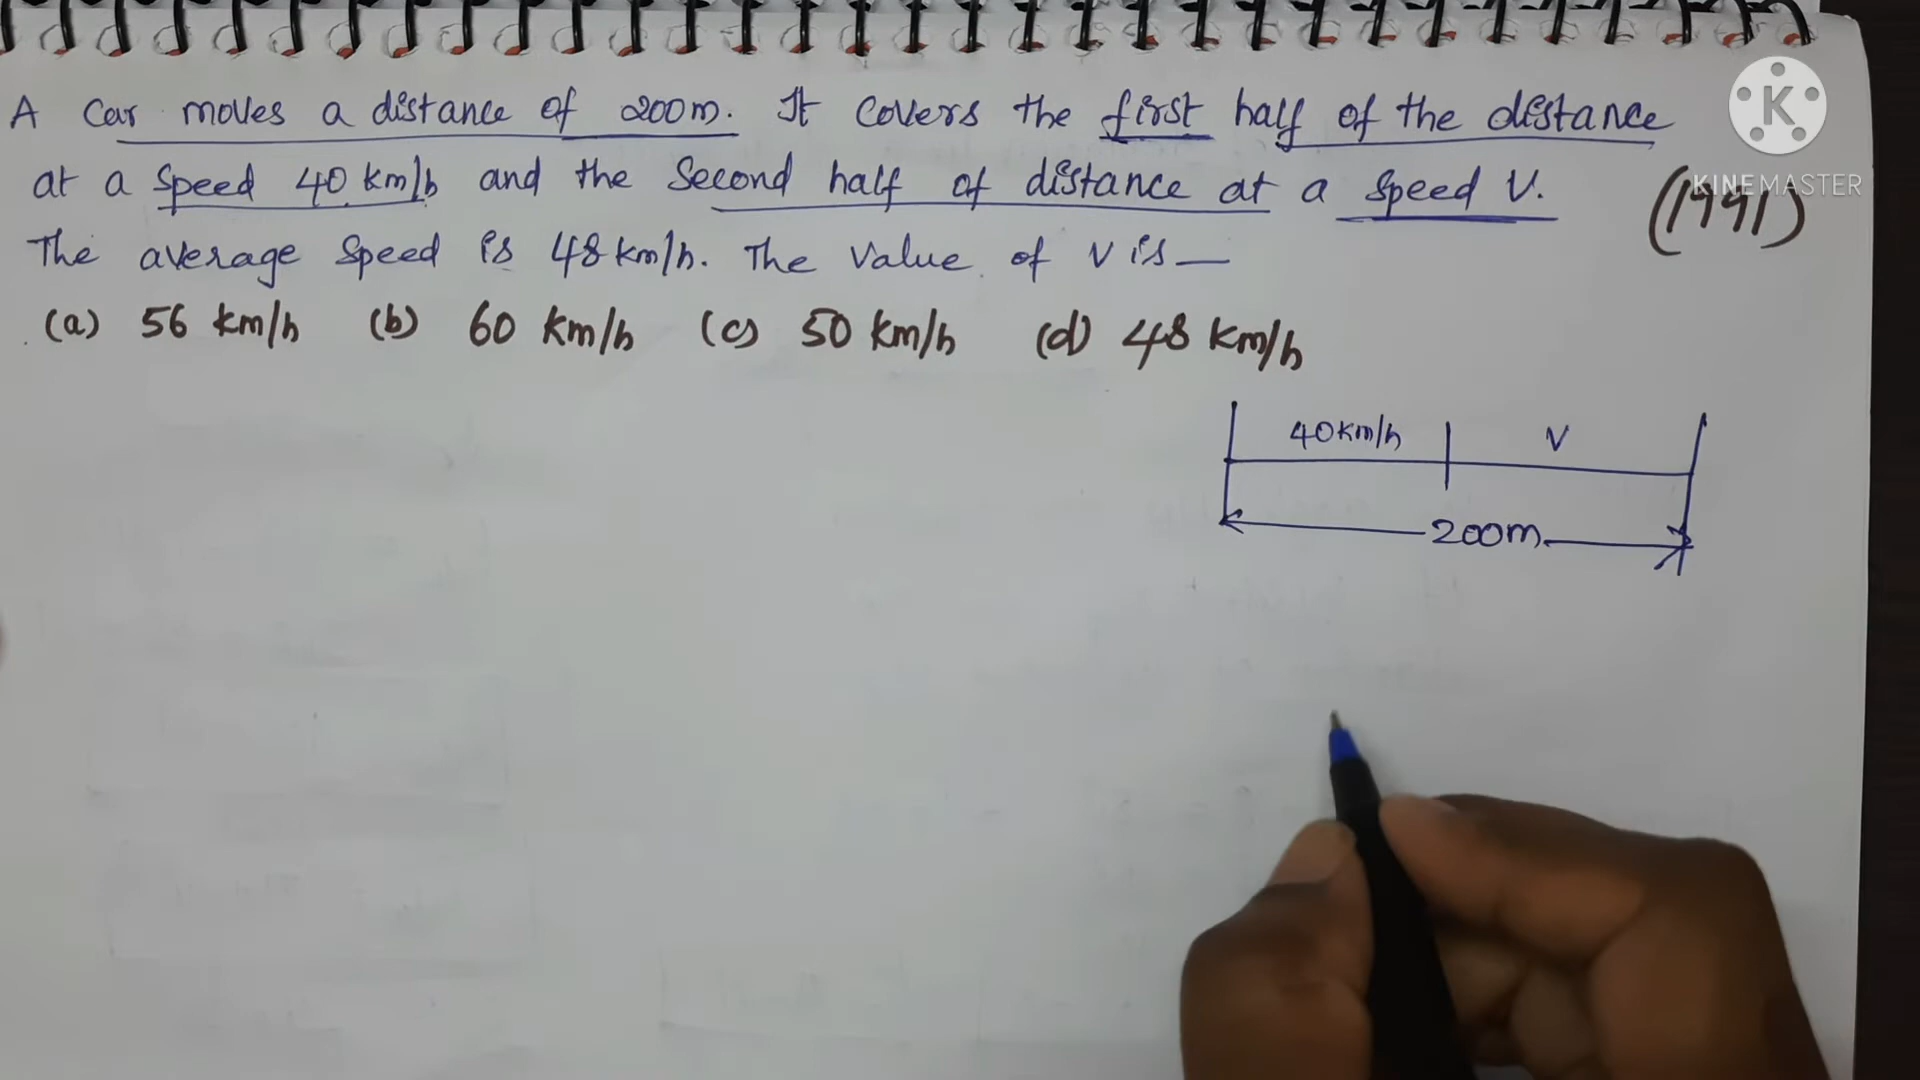 A car moves a distance of 200m. It covers the first half of the distance
at a speed 40 km/h and the second half of distance at a speed V.
The average speed is 48 km/h. The value of v is —
(1991)
(a) 56 km/h (b) 60 km/h (c) 50 km/h (d) 48 km/h
40km/h V
200m
K
KINEMASTER